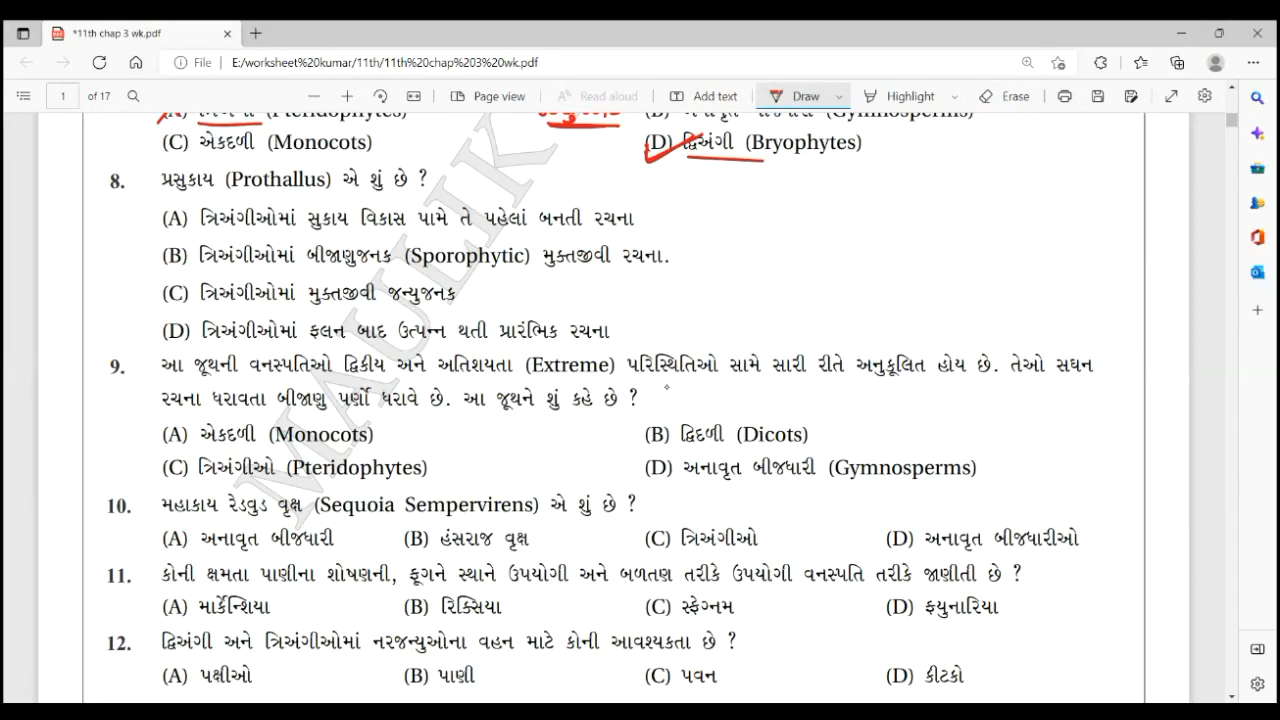 *11th chap 3 wk.pdf
File E:/worksheet%20kumar/11th/11th%20chap%203%20wk.pdf
1 of 17 Page view Read aloud Add text Draw Highlight Erase
(Pteridophytes) (B) (Gymnosperms)
(C) એકદળી (Monocots) (D) દ્વિઅંગી (Bryophytes)
8. પ્રસુકાય (Prothallus) એ શું છે ?
(A) ત્રિઅંગીઓમાં સુકાય વિકાસ પામે તે પહેલાં બનતી રચના
(B) ત્રિઅંગીઓમાં બીજાણુજનક (Sporophytic) મુક્તજીવી રચના.
(C) ત્રિઅંગીઓમાં મુક્તજીવી જન્યુજનક
(D) ત્રિઅંગીઓમાં ફલન બાદ ઉત્પન્ન થતી પ્રારંભિક રચના
9. આ જૂથની વનસ્પતિઓ દ્વિકીય અને અતિશયતા (Extreme) પરિસ્થિતિઓ સામે સારી રીતે અનુકૂલિત હોય છે. તેઓ સઘન
રચના ધરાવતા બીજાણુ પર્ણો ધરાવે છે. આ જૂથને શું કહે છે ?
(A) એકદળી (Monocots) (B) દ્વિદળી (Dicots)
(C) ત્રિઅંગીઓ (Pteridophytes) (D) અનાવૃત બીજધારી (Gymnosperms)
10. મહાકાય રેડવુડ વૃક્ષ (Sequoia Sempervirens) એ શું છે ?
(A) અનાવૃત બીજધારી (B) હંસરાજ વૃક્ષ (C) ત્રિઅંગીઓ (D) અનાવૃત બીજધારીઓ
11. કોની ક્ષમતા પાણીના શોષણની, ફૂગને સ્થાને ઉપયોગી અને બળતણ તરીકે ઉપયોગી વનસ્પતિ તરીકે જાણીતી છે ?
(A) માર્કેન્શિયા (B) રિક્સિયા (C) સ્ફેગ્નમ (D) ફ્યુનારિયા
12. દ્વિઅંગી અને ત્રિઅંગીઓમાં નરજન્યુઓના વહન માટે કોની આવશ્યકતા છે ?
(A) પક્ષીઓ (B) પાણી (C) પવન (D) કીટકો
MAULIK